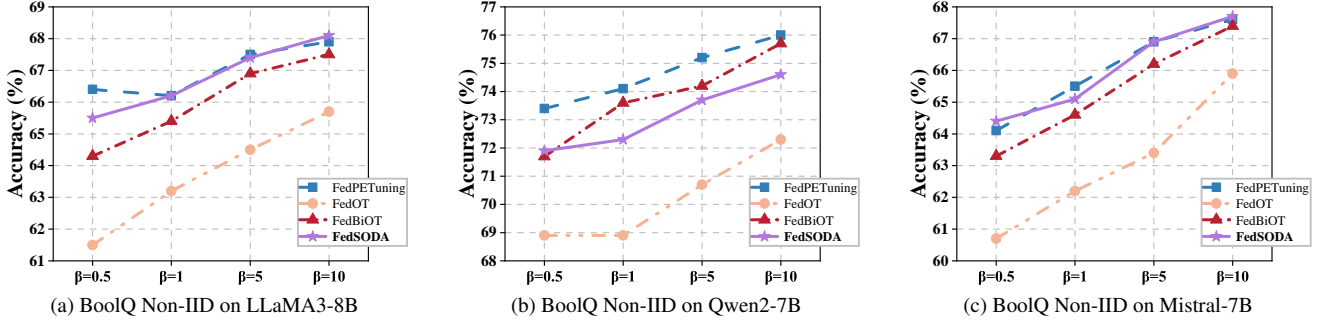 Accuracy (%)
68
67
66
65
64
63
62
61
β=0.5
β=1
β=5
β=10
FedPETuning
FedOT
FedBiOT
FedSODA
(a) BoolQ Non-IID on LLaMA3-8B
Accuracy (%)
77
76
75
74
73
72
71
70
69
68
β=0.5
β=1
β=5
β=10
FedPETuning
FedOT
FedBiOT
FedSODA
(b) BoolQ Non-IID on Qwen2-7B
Accuracy (%)
68
67
66
65
64
63
62
61
60
β=0.5
β=1
β=5
β=10
FedPETuning
FedOT
FedBiOT
FedSODA
(c) BoolQ Non-IID on Mistral-7B